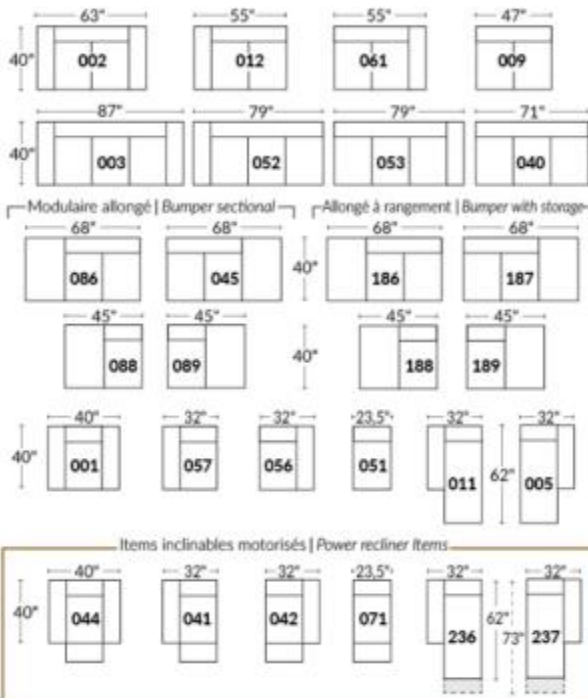 63" 55" 55" 47"
40" 002 012 061 009
87" 79" 79" 71"
40" 003 052 053 040
Modulaire allongé | Bumper sectional Allongé à rangement | Bumper with storage
68" 68" 68" 68"
086 045 40" 186 187
45" 45" 45" 45"
088 089 40" 188 189
40" 32" 32" 23,5" 32" 32"
40" 001 057 056 051 011 62" 005
Items inclinables motorisés | Power recliner Items
40" 32" 32" 23,5" 32" 32"
40" 044 041 042 071 236 62" 73" 237